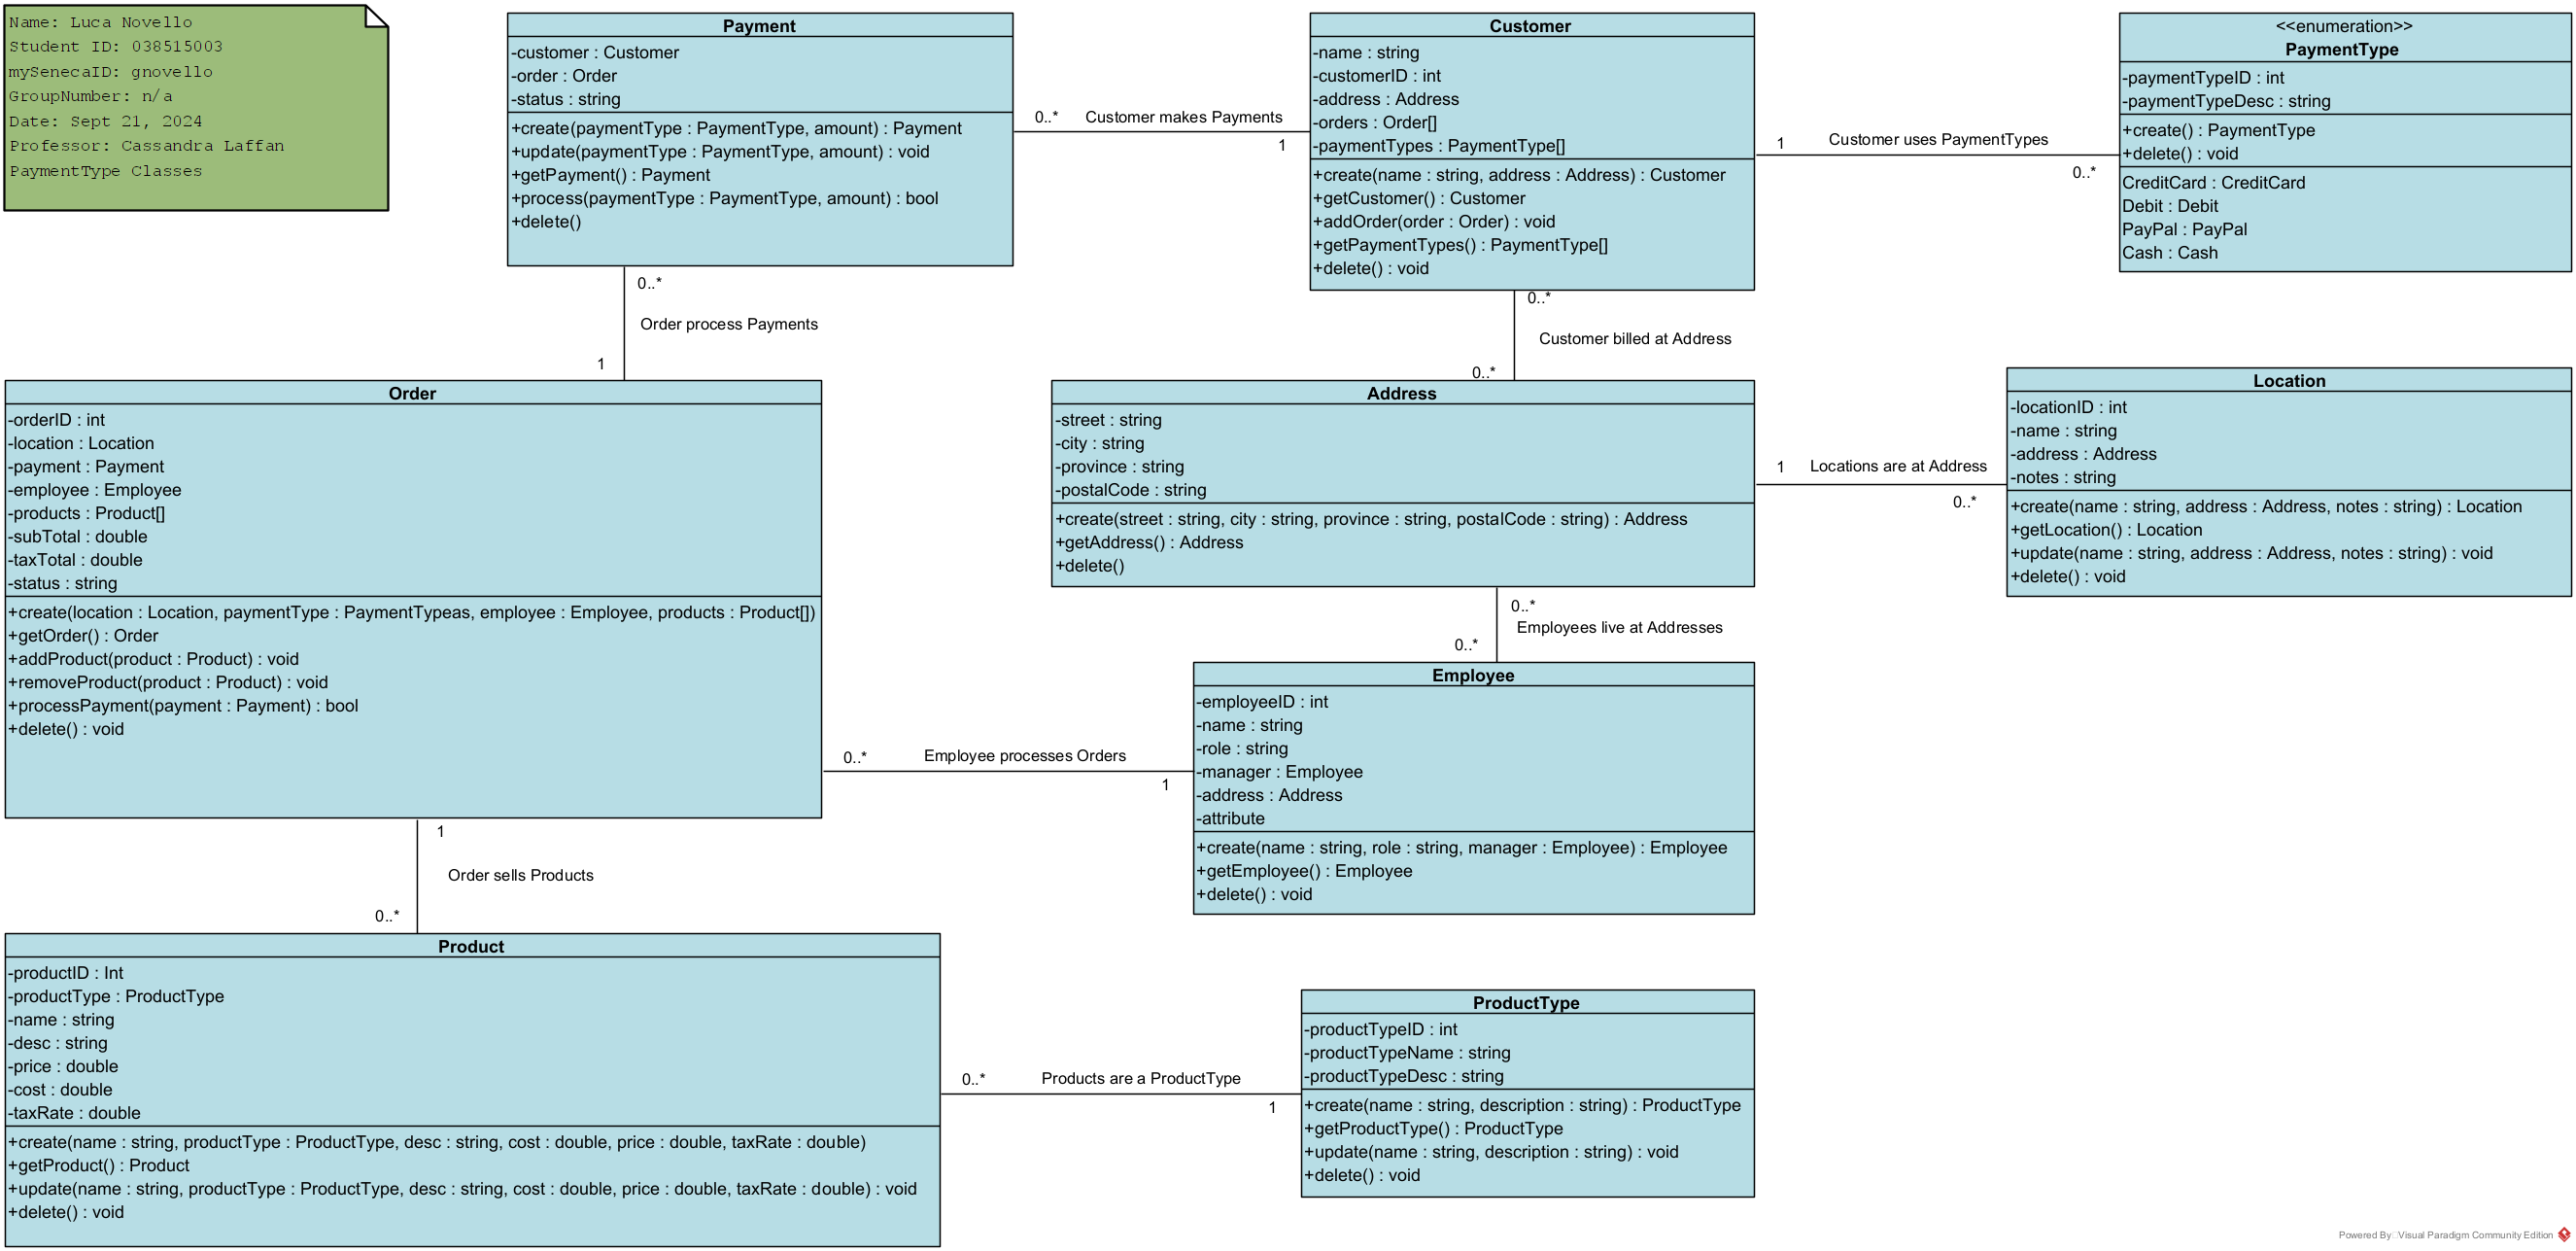 Name: Luca Novello
Student ID: 038515003
mySenecaID: gnovello
GroupNumber: n/a
Date: Sept 21, 2024
Professor: Cassandra Laffan
PaymentType Classes
Payment
-customer : Customer
-order : Order
-status : string
+create(paymentType : PaymentType, amount) : Payment
+update(paymentType : PaymentType, amount) : void
+getPayment() : Payment
+process(paymentType : PaymentType, amount) : bool
+delete()
0..*
Customer makes Payments
1
Customer
-name : string
-customerID : int
-address : Address
-orders : Order[]
-paymentTypes : PaymentType[]
+create(name : string, address : Address) : Customer
+getCustomer() : Customer
+addOrder(order : Order) : void
+getPaymentTypes() : PaymentType[]
+delete() : void
1
Customer uses PaymentTypes
0..*
<<enumeration>>
PaymentType
-paymentTypeID : int
-paymentTypeDesc : string
+create() : PaymentType
+delete() : void
CreditCard : CreditCard
Debit : Debit
PayPal : PayPal
Cash : Cash
0..*
Order process Payments
1
0..*
Customer billed at Address
0..*
Order
-orderID : int
-location : Location
-payment : Payment
-employee : Employee
-products : Product[]
-subTotal : double
-taxTotal : double
-status : string
+create(location : Location, paymentType : PaymentTypeas, employee : Employee, products : Product[])
+getOrder() : Order
+addProduct(product : Product) : void
+removeProduct(product : Product) : void
+processPayment(payment : Payment) : bool
+delete() : void
Address
-street : string
-city : string
-province : string
-postalCode : string
+create(street : string, city : string, province : string, postalCode : string) : Address
+getAddress() : Address
+delete()
1
Locations are at Address
0..*
Location
-locationID : int
-name : string
-address : Address
-notes : string
+create(name : string, address : Address, notes : string) : Location
+getLocation() : Location
+update(name : string, address : Address, notes : string) : void
+delete() : void
0..*
Employees live at Addresses
0..*
0..*
Employee processes Orders
1
Employee
-employeeID : int
-name : string
-role : string
-manager : Employee
-address : Address
-attribute
+create(name : string, role : string, manager : Employee) : Employee
+getEmployee() : Employee
+delete() : void
1
Order sells Products
0..*
Product
-productID : Int
-productType : ProductType
-name : string
-desc : string
-price : double
-cost : double
-taxRate : double
+create(name : string, productType : ProductType, desc : string, cost : double, price : double, taxRate : double)
+getProduct() : Product
+update(name : string, productType : ProductType, desc : string, cost : double, price : double, taxRate : double) : void
+delete() : void
0..*
Products are a ProductType
1
ProductType
-productTypeID : int
-productTypeName : string
-productTypeDesc : string
+create(name : string, description : string) : ProductType
+getProductType() : ProductType
+update(name : string, description : string) : void
+delete() : void
Powered By Visual Paradigm Community Edition